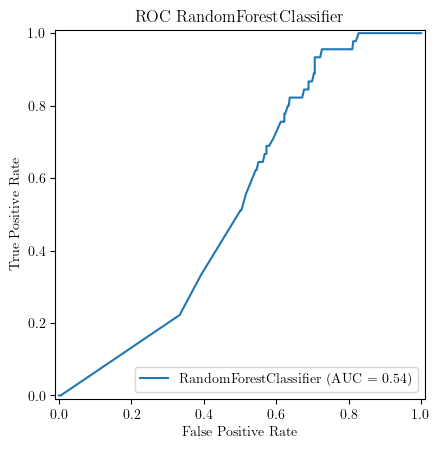 ROC RandomForestClassifier
True Positive Rate
1.0
0.8
0.6
0.4
0.2
0.0
RandomForestClassifier (AUC = 0.54)
0.0 0.2 0.4 0.6 0.8 1.0
False Positive Rate